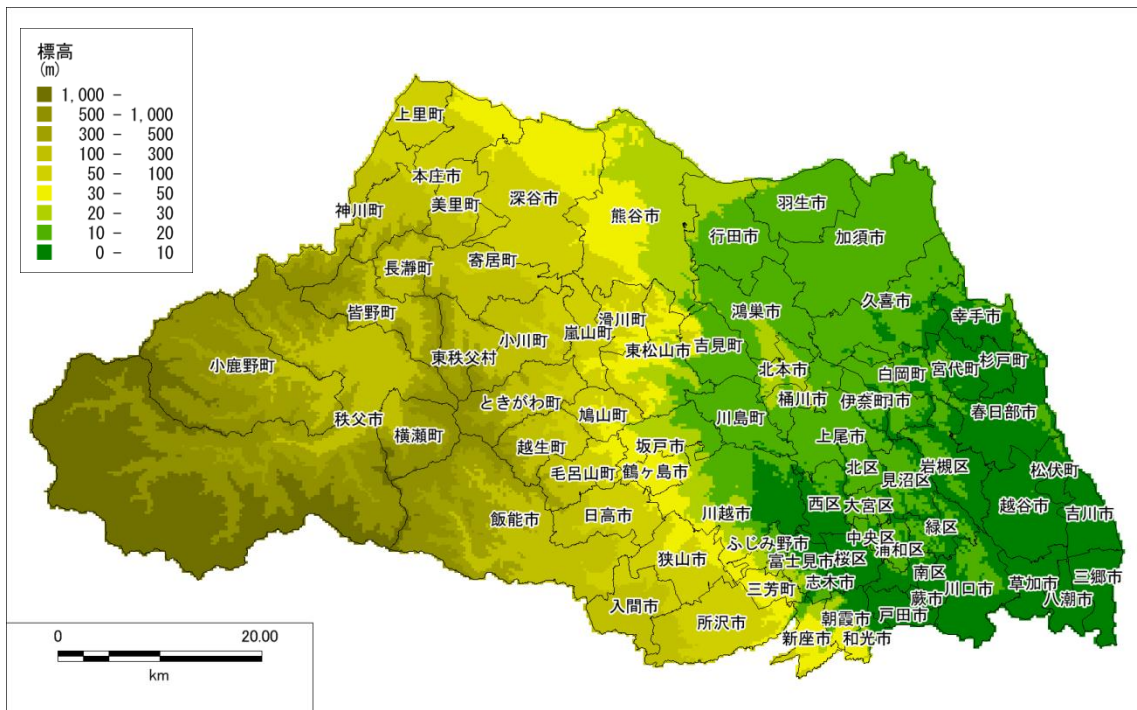 標高
(m)
1,000 -
500 - 1,000
300 - 500
100 - 300
50 - 100
30 - 50
20 - 30
10 - 20
0 - 10
上里町
本庄市
神川町
美里町
深谷市
熊谷市
羽生市
行田市
加須市
長瀞町
寄居町
皆野町
久喜市
鴻巣市
幸手市
滑川町
嵐山町
小川町
東松山市
吉見町
小鹿野町
東秩父村
北本市
白岡町
宮代町
杉戸町
ときがわ町
鳩山町
桶川市
伊奈町
市
川島町
春日部市
秩父市
横瀬町
越生町
坂戸市
上尾市
毛呂山町
鶴ヶ島市
北区
見沼区
岩槻区
松伏町
飯能市
日高市
川越市
西区
大宮区
越谷市
吉川市
緑区
中央区
浦和区
ふじみ野市
富士見市
桜区
狭山市
南区
三芳町
志木市
川口市
草加市
三郷市
蕨市
八潮市
入間市
所沢市
朝霞市
戸田市
新座市
和光市
0
20.00
km